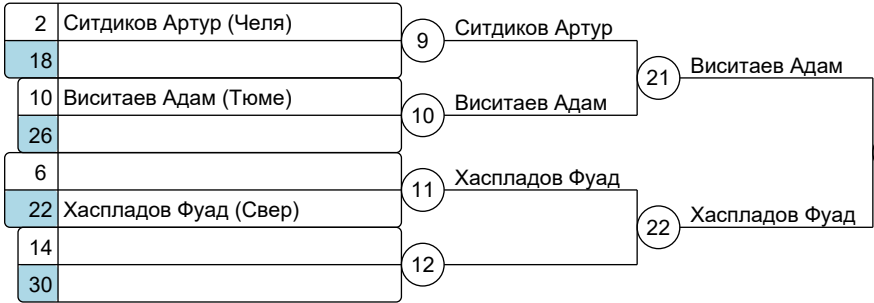 2 Ситдиков Артур (Челя)
18
9 Ситдиков Артур
10 Виситаев Адам (Тюме)
26
10 Виситаев Адам
21 Виситаев Адам
6
22 Хаспладов Фуад (Свер)
11 Хаспладов Фуад
14
30
12
22 Хаспладов Фуад